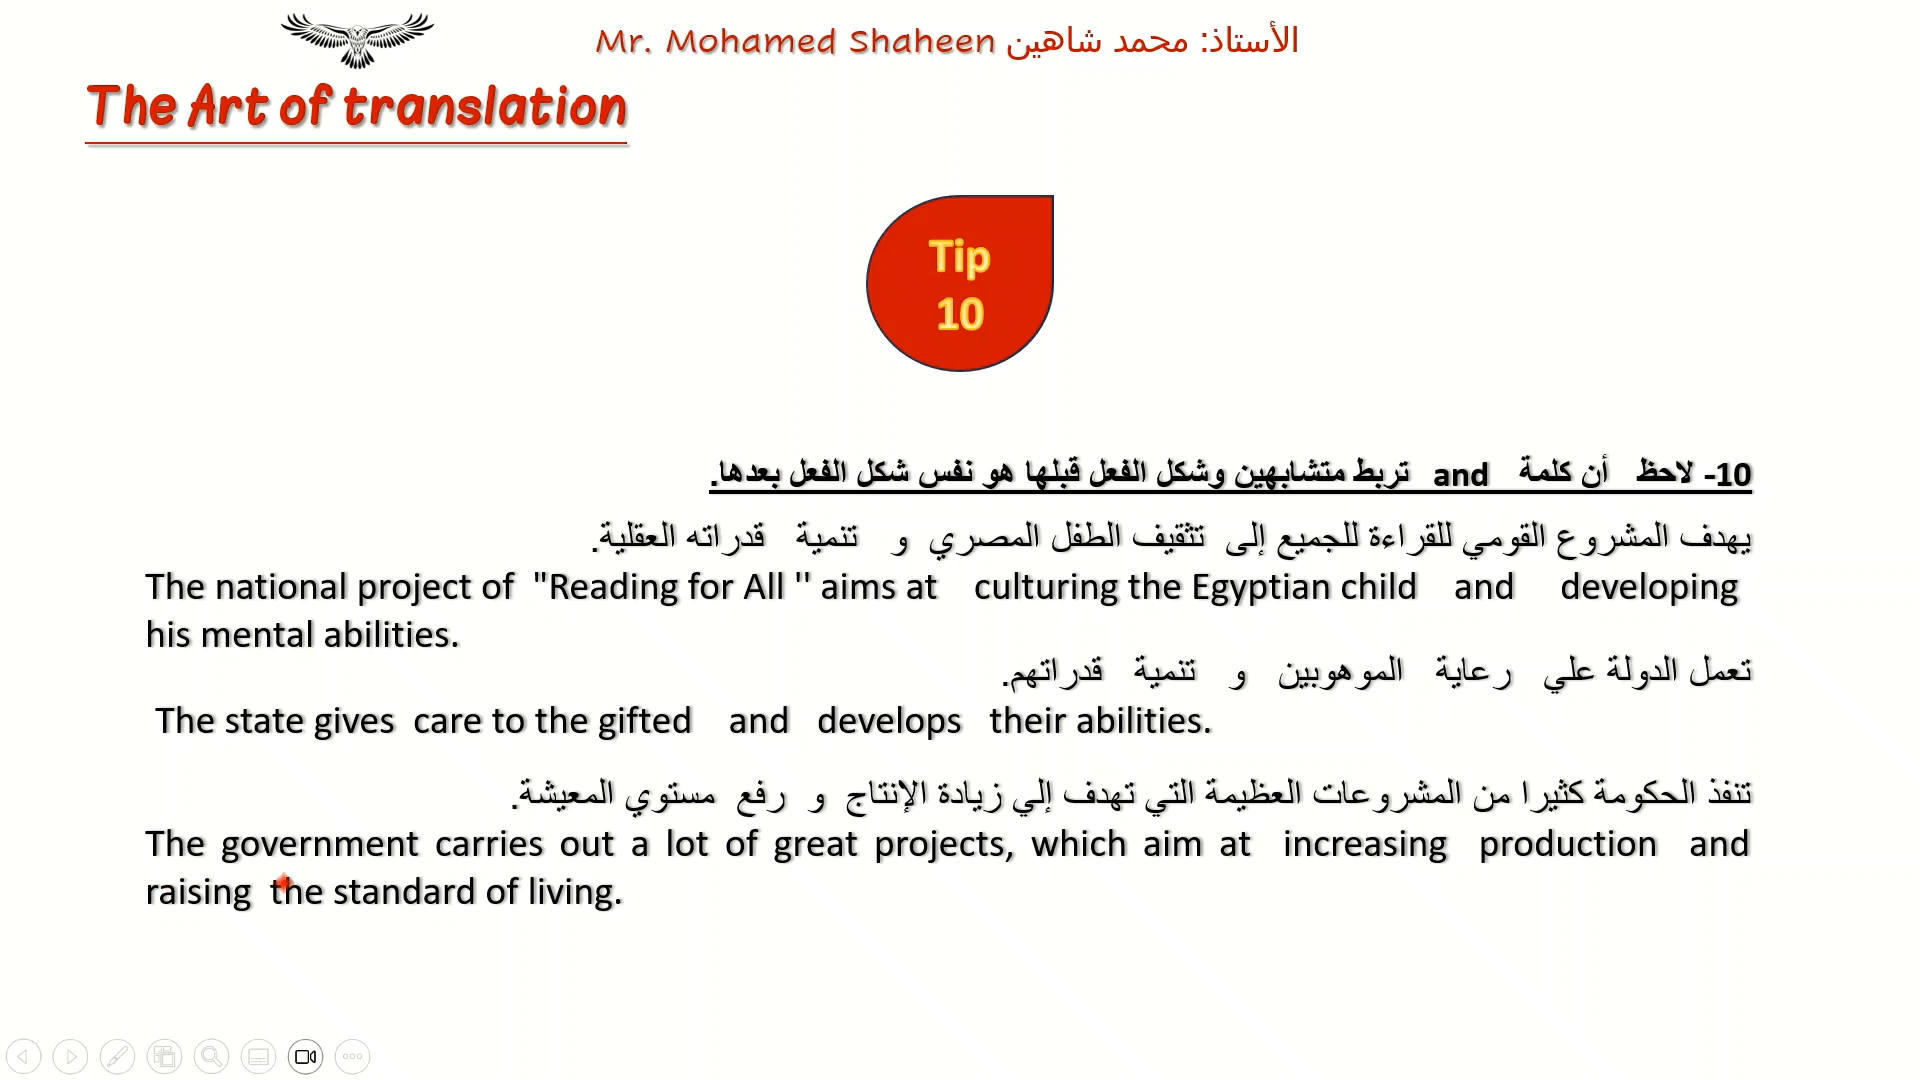 Mr. Mohamed Shaheen الأستاذ: محمد شاهين
The Art of translation
Tip
10
10- لاحظ أن كلمة and تربط متشابهين وشكل الفعل قبلها هو نفس شكل الفعل بعدها.
يهدف المشروع القومي للقراءة للجميع إلى تثقيف الطفل المصري و تنمية قدراته العقلية.
The national project of "Reading for All '' aims at culturing the Egyptian child and developing
his mental abilities.
تعمل الدولة علي رعاية الموهوبين و تنمية قدراتهم.
The state gives care to the gifted and develops their abilities.
تنفذ الحكومة كثيرا من المشروعات العظيمة التي تهدف إلي زيادة الإنتاج و رفع مستوي المعيشة.
The government carries out a lot of great projects, which aim at increasing production and
raising the standard of living.